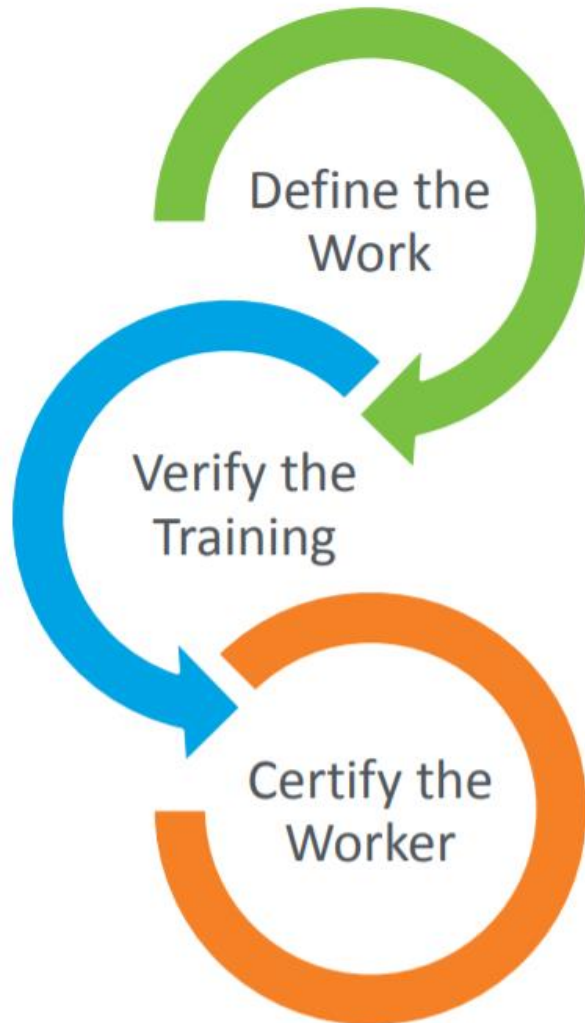 Define the
Work
Verify the
Training
Certify the
Worker